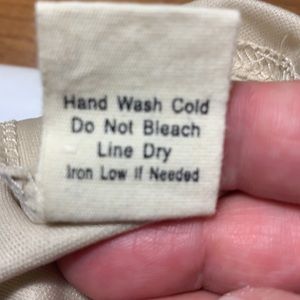 Hand Wash Cold
Do Not Bleach
Line Dry
Iron Low If Needed